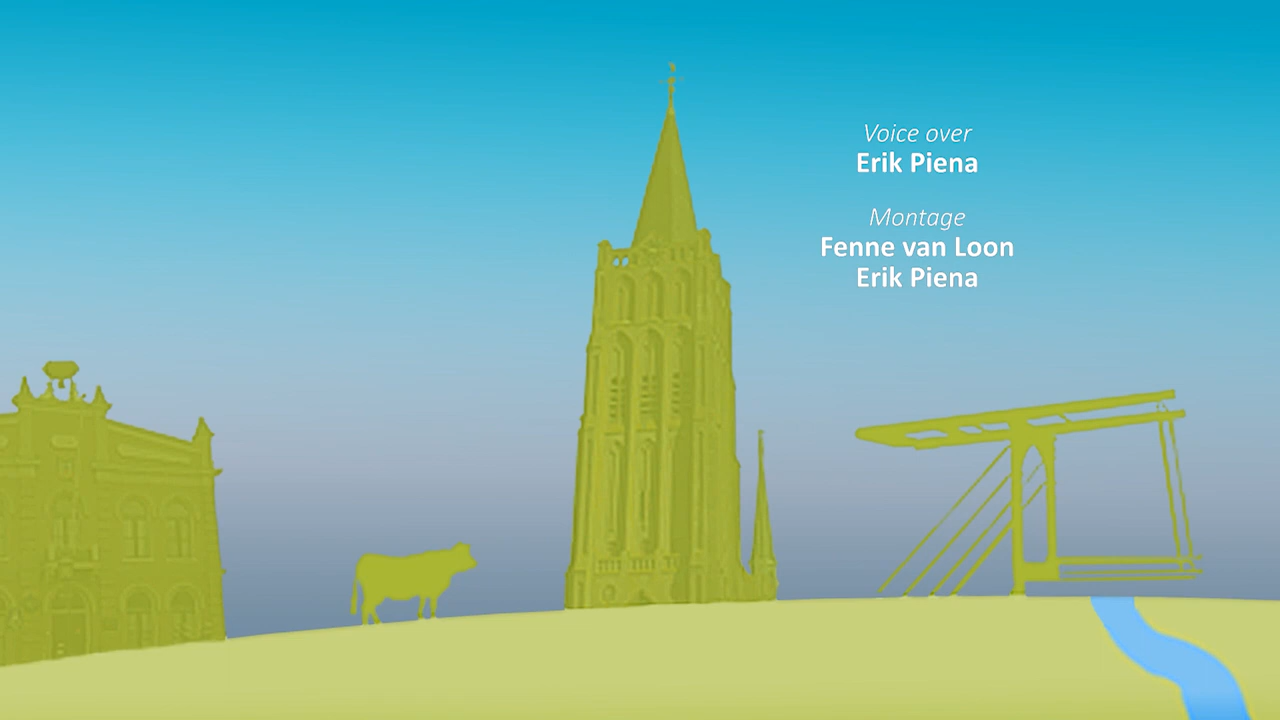 Voice over
Erik Piena
Montage
Fenne van Loon
Erik Piena